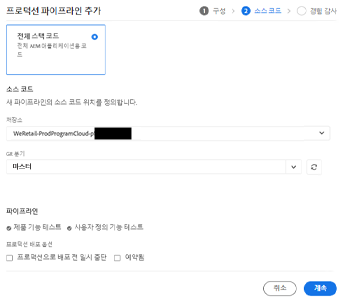 프로덕션 파이프라인 추가
1 구성 > 2 소스 코드 > 경험 감사
전체 스택 코드
전체 AEM 애플리케이션용 코드
소스 코드
새 파이프라인의 소스 코드 위치를 정의합니다.
저장소
WeRetail-ProdProgramCloud-p
Git 분기
마스터
파이프라인
제품 기능 테스트 사용자 정의 기능 테스트
프로덕션 배포 옵션
프로덕션으로 배포 전 일시 중단 예약됨
취소 계속